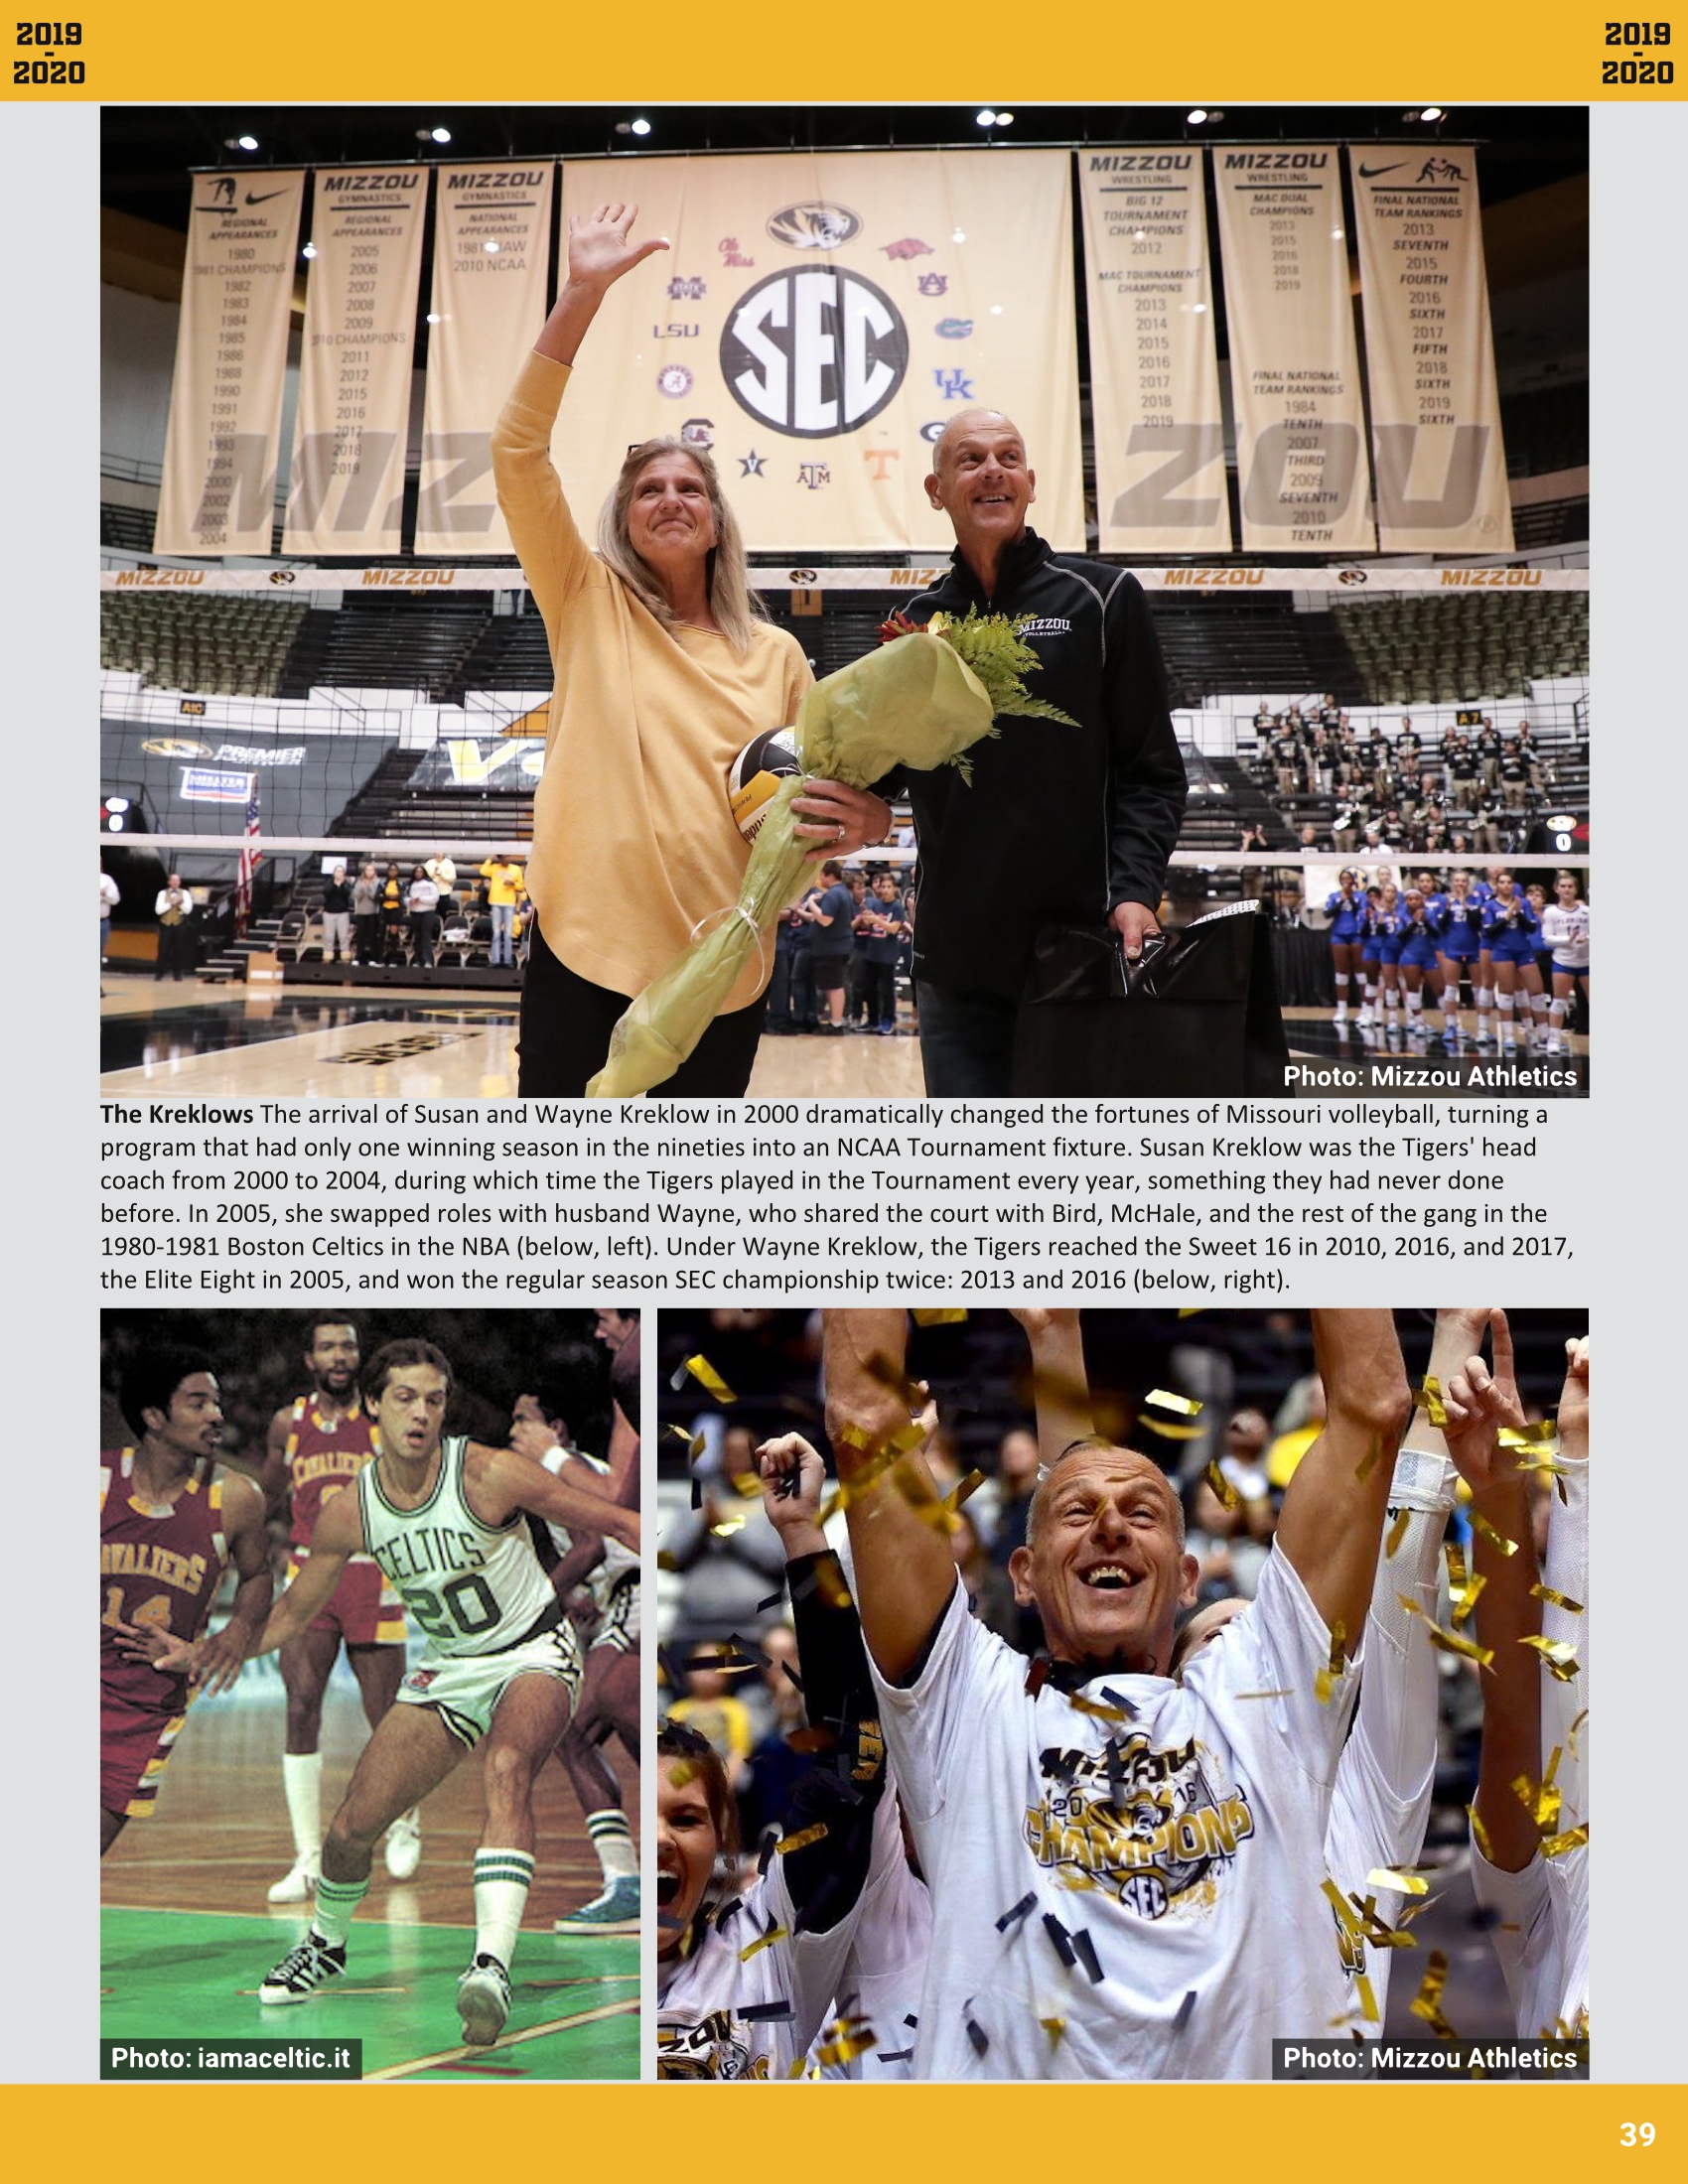 2019
-
2020
2019
-
2020
REGIONAL
APPEARANCES
1980
1981 CHAMPIONS
1982
1983
1984
1985
1986
1988
1990
1991
1992
1993
1994
2000
2002
2003
2004
MIZZOU
GYMNASTICS
REGIONAL
APPEARANCES
2005
2006
2007
2008
2009
2010 CHAMPIONS
2011
2012
2015
2016
2017
2018
2019
MIZZOU
GYMNASTICS
NATIONAL
APPEARANCES
1981 AIAW
2010 NCAA
MIZ
Ole
Miss
LSU
SEC
UK
MIZZOU
WRESTLING
BIG 12
TOURNAMENT
CHAMPIONS
2012
MAC TOURNAMENT
CHAMPIONS
2013
2014
2015
2016
2017
2018
2019
MIZZOU
WRESTLING
MAC DUAL
CHAMPIONS
2013
2015
2016
2018
2019
FINAL NATIONAL
TEAM RANKINGS
1984
TENTH
2007
THIRD
2009
SEVENTH
2010
TENTH
FINAL NATIONAL
TEAM RANKINGS
2013
SEVENTH
2015
FOURTH
2016
SIXTH
2017
FIFTH
2018
SIXTH
2019
SIXTH
ZOU
MIZZOU MIZZOU MIZ MIZZOU MIZZOU
MIZZOU
VOLLEYBALL
A1C
PREMIER
A7
Photo: Mizzou Athletics
The Kreklows The arrival of Susan and Wayne Kreklow in 2000 dramatically changed the fortunes of Missouri volleyball, turning a
program that had only one winning season in the nineties into an NCAA Tournament fixture. Susan Kreklow was the Tigers' head
coach from 2000 to 2004, during which time the Tigers played in the Tournament every year, something they had never done
before. In 2005, she swapped roles with husband Wayne, who shared the court with Bird, McHale, and the rest of the gang in the
1980-1981 Boston Celtics in the NBA (below, left). Under Wayne Kreklow, the Tigers reached the Sweet 16 in 2010, 2016, and 2017,
the Elite Eight in 2005, and won the regular season SEC championship twice: 2013 and 2016 (below, right).
CAVALIERS
AVALIERS
14
CELTICS
20
Photo: iamaceltic.it
MIZZOU
20 16
CHAMPIONS
SEC
Photo: Mizzou Athletics
39